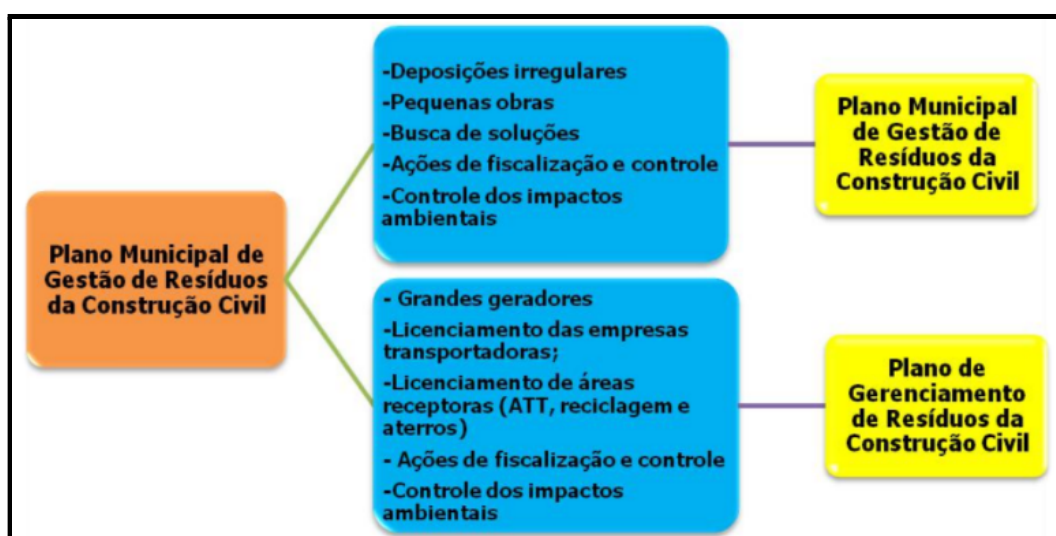 Plano Municipal de
Gestão de Resíduos
da Construção Civil
-Deposições irregulares
-Pequenas obras
-Busca de soluções
-Ações de fiscalização e controle
-Controle dos impactos
ambientais
Plano Municipal
de Gestão de
Resíduos da
Construção Civil
- Grandes geradores
-Licenciamento das empresas
transportadoras;
-Licenciamento de áreas
receptoras (ATT, reciclagem e
aterros)
- Ações de fiscalização e controle
-Controle dos impactos
ambientais
Plano de
Gerenciamento
de Resíduos da
Construção Civil